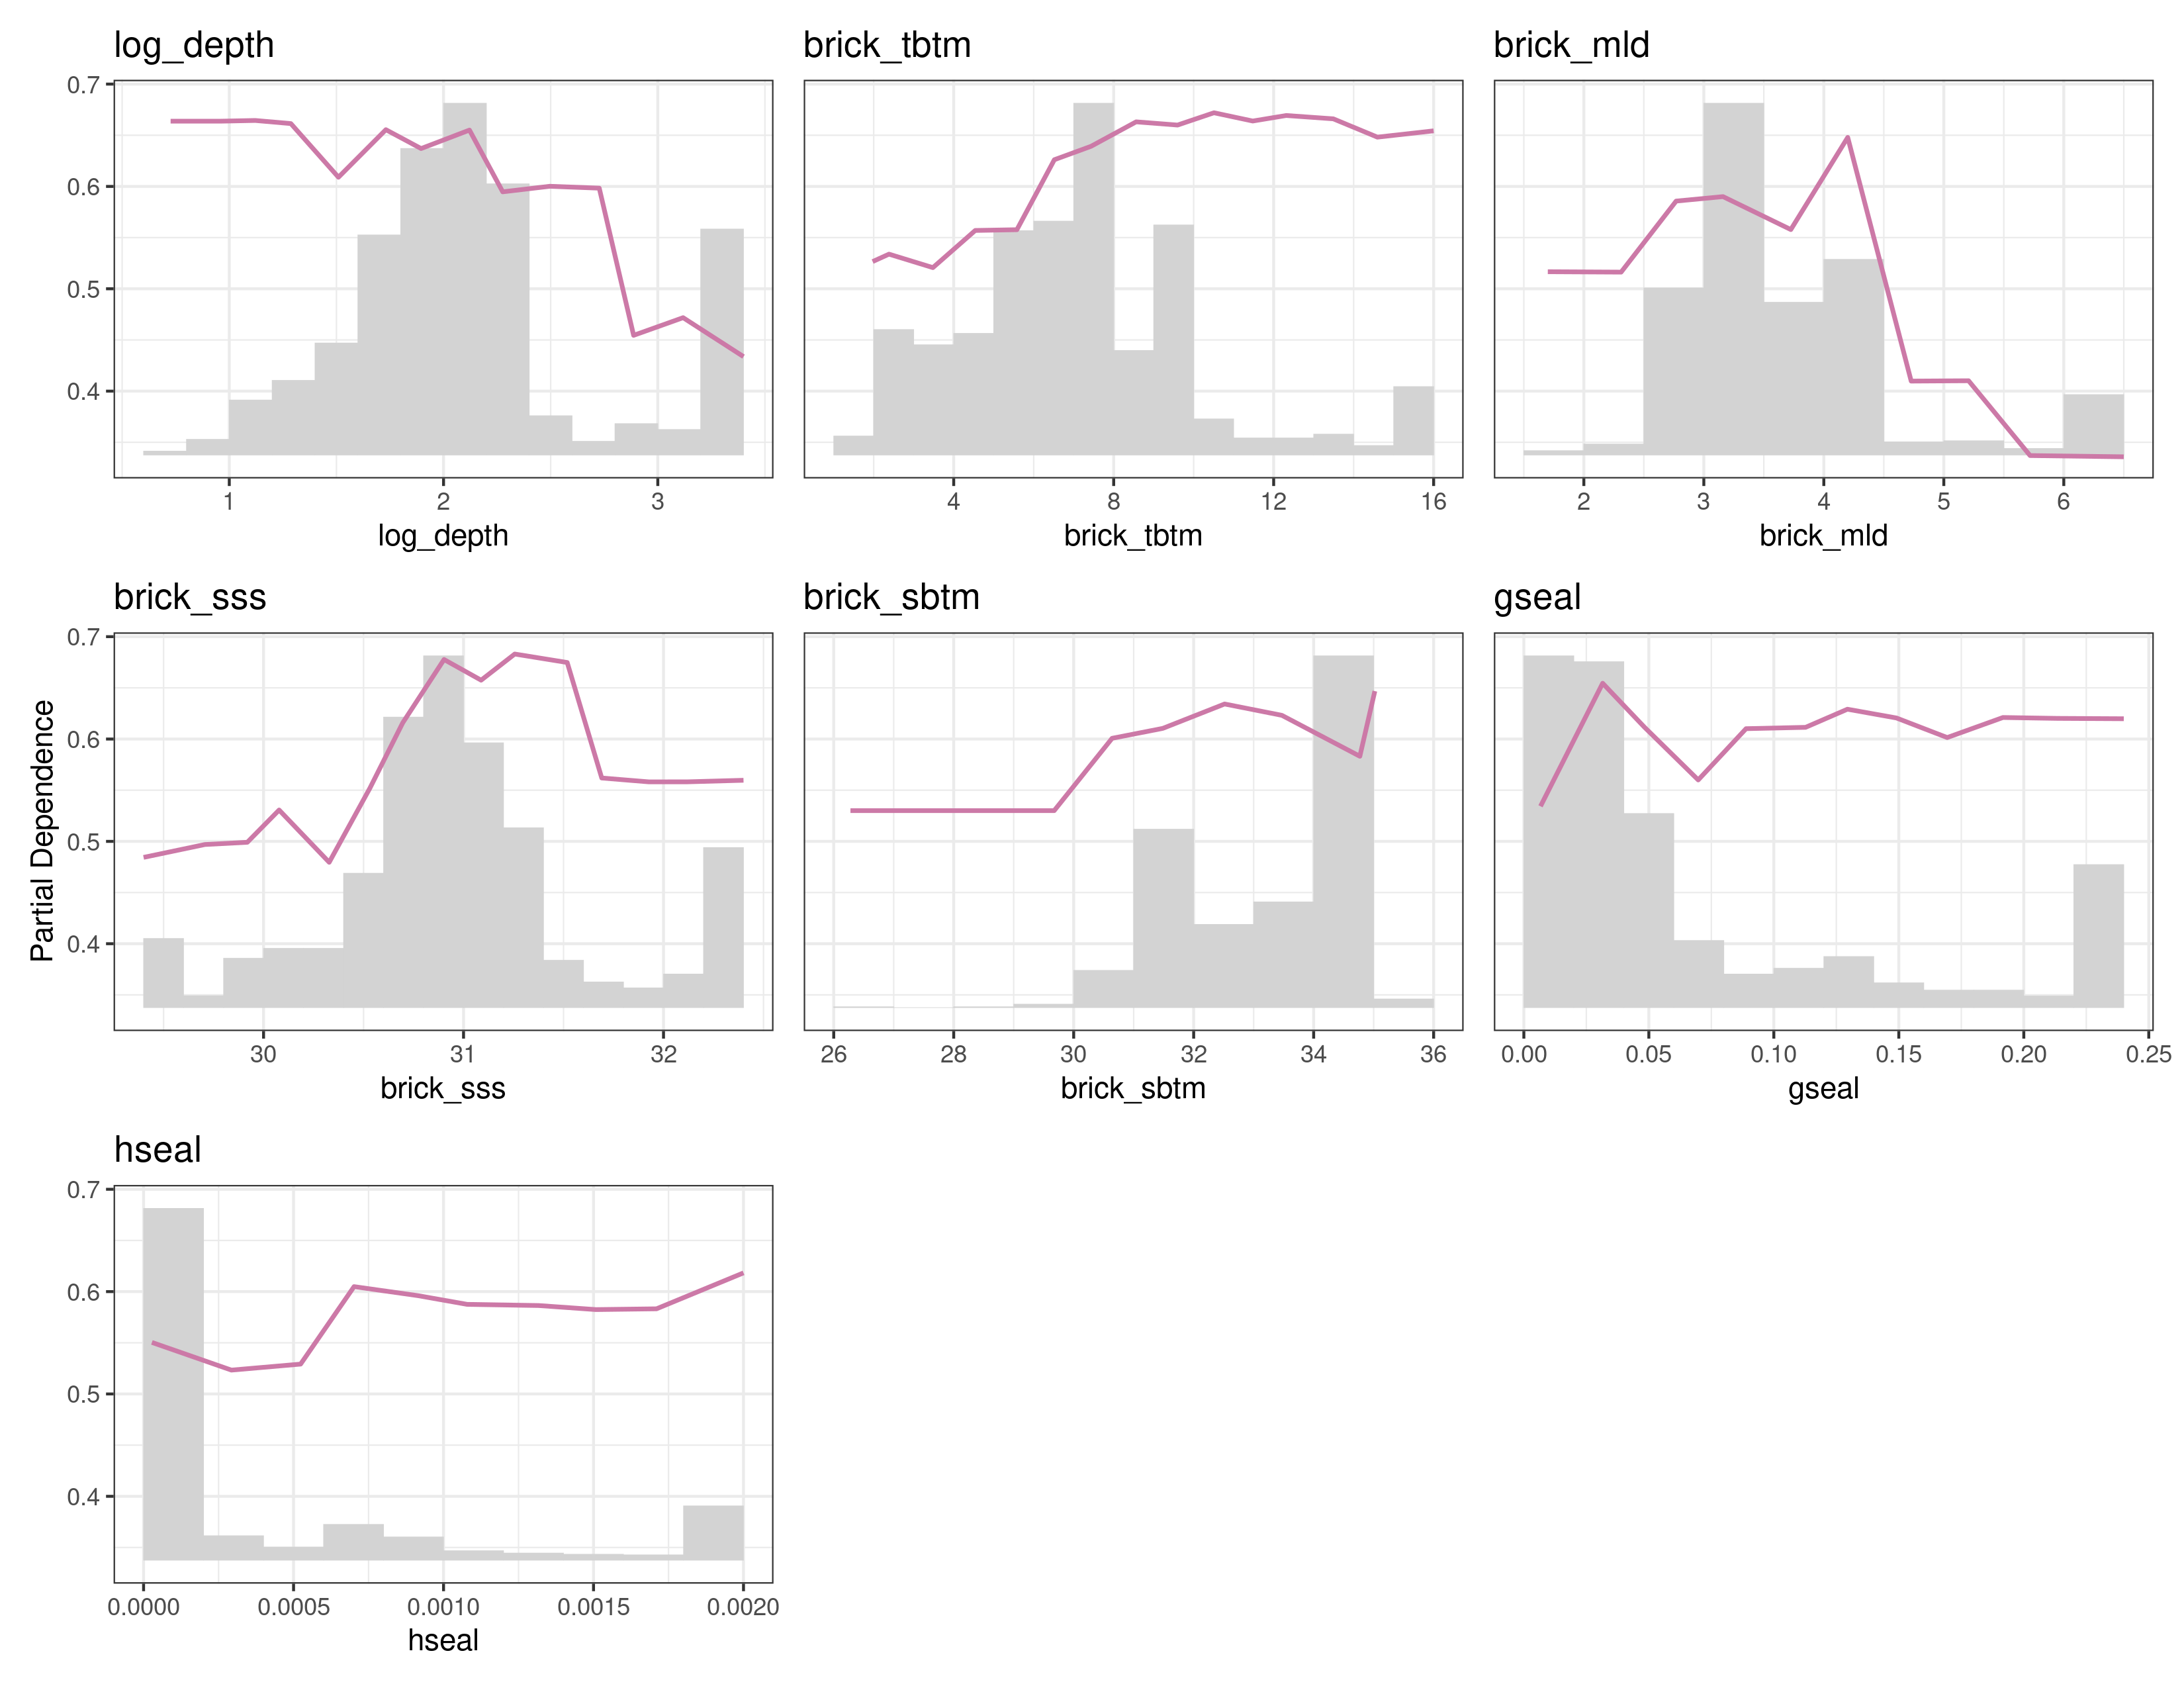 log_depth
brick_tbtm
brick_mld
0.7
0.6
0.5
0.4
1 2 3
4 8 12 16
2 3 4 5 6
log_depth
brick_tbtm
brick_mld
brick_sss
brick_sbtm
gseal
Partial Dependence
0.7
0.6
0.5
0.4
30 31 32
26 28 30 32 34 36
0.00 0.05 0.10 0.15 0.20 0.25
brick_sss
brick_sbtm
gseal
hseal
0.7
0.6
0.5
0.4
0.0000 0.0005 0.0010 0.0015 0.0020
hseal